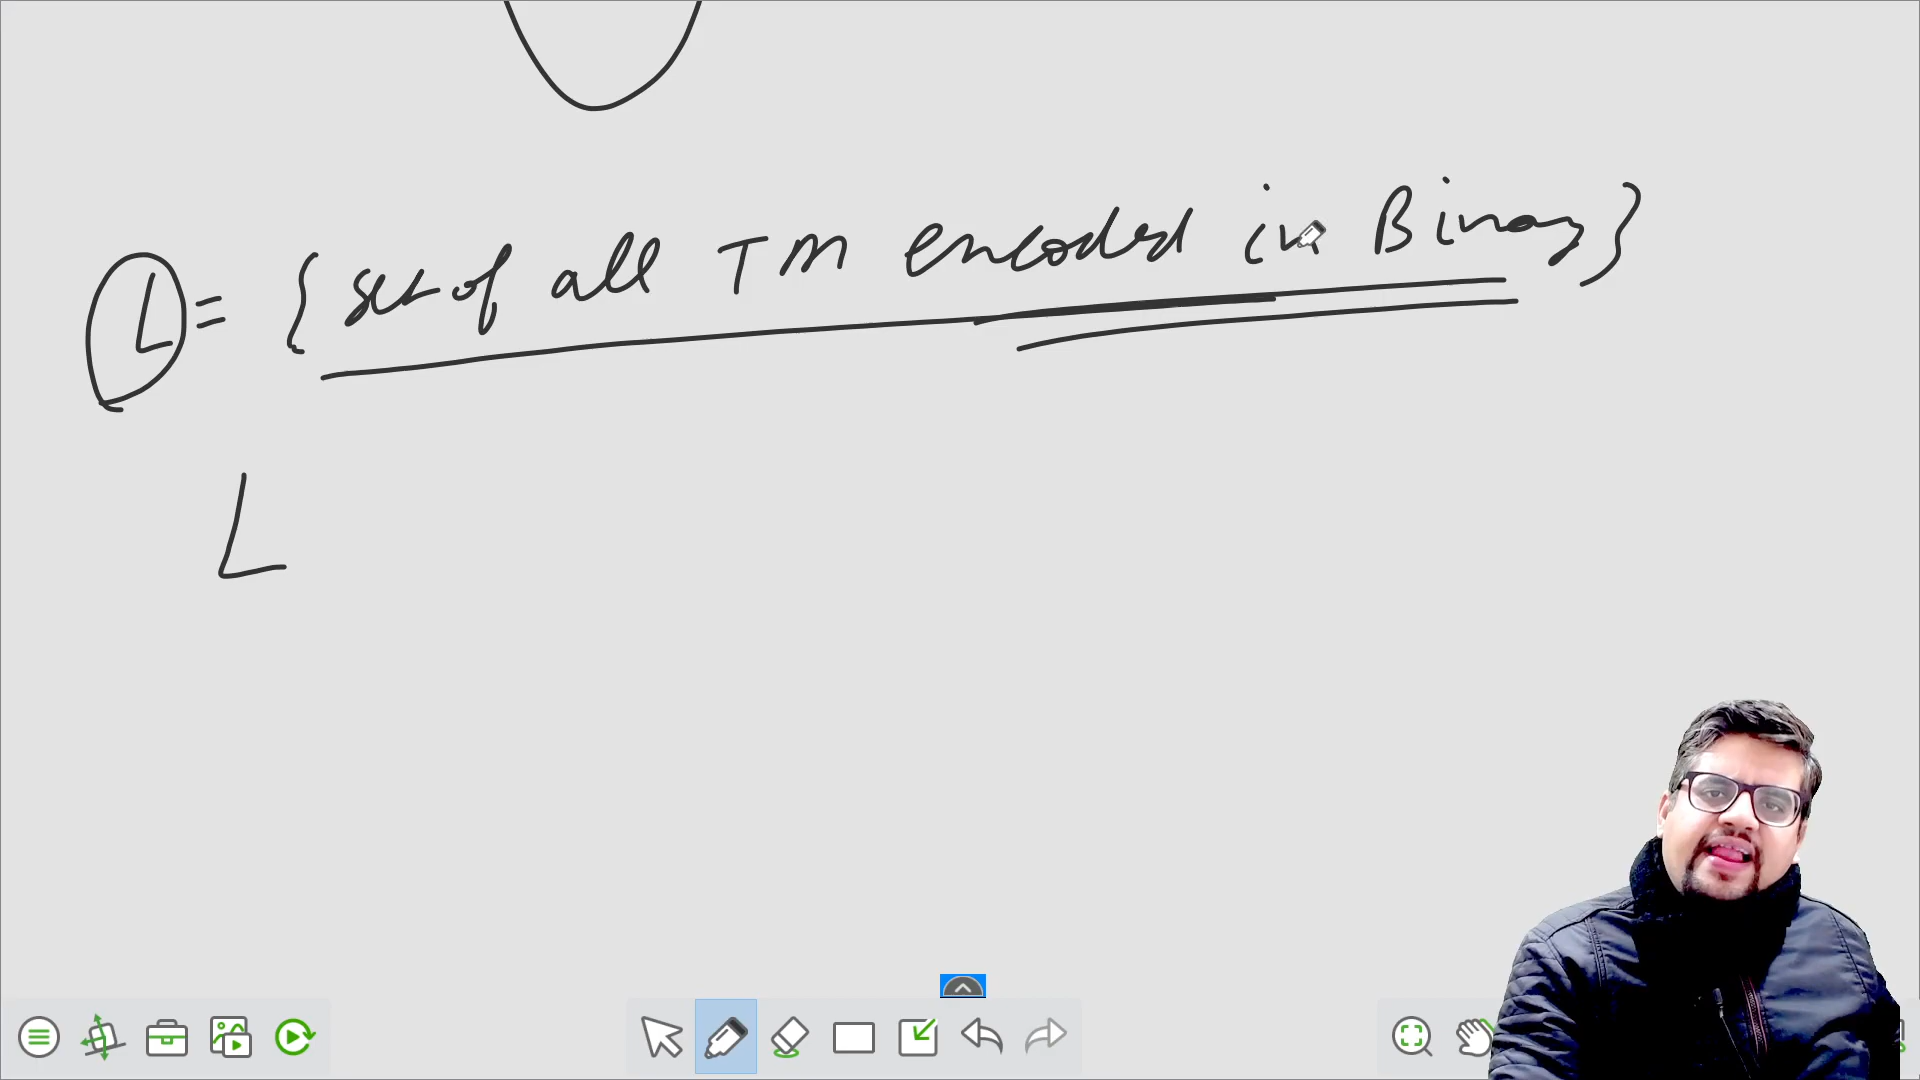 L = { set of all TM encoded in Binary }
L